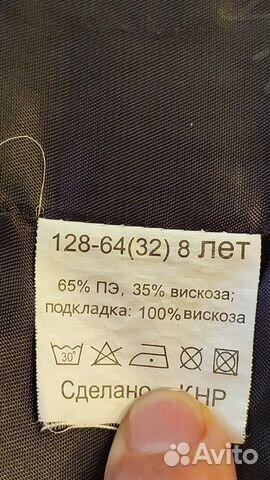 128-64(32) 8 лет
65% ПЭ, 35% вискоза;
подкладка: 100% вискоза
30°
Сделано КНР
Avito